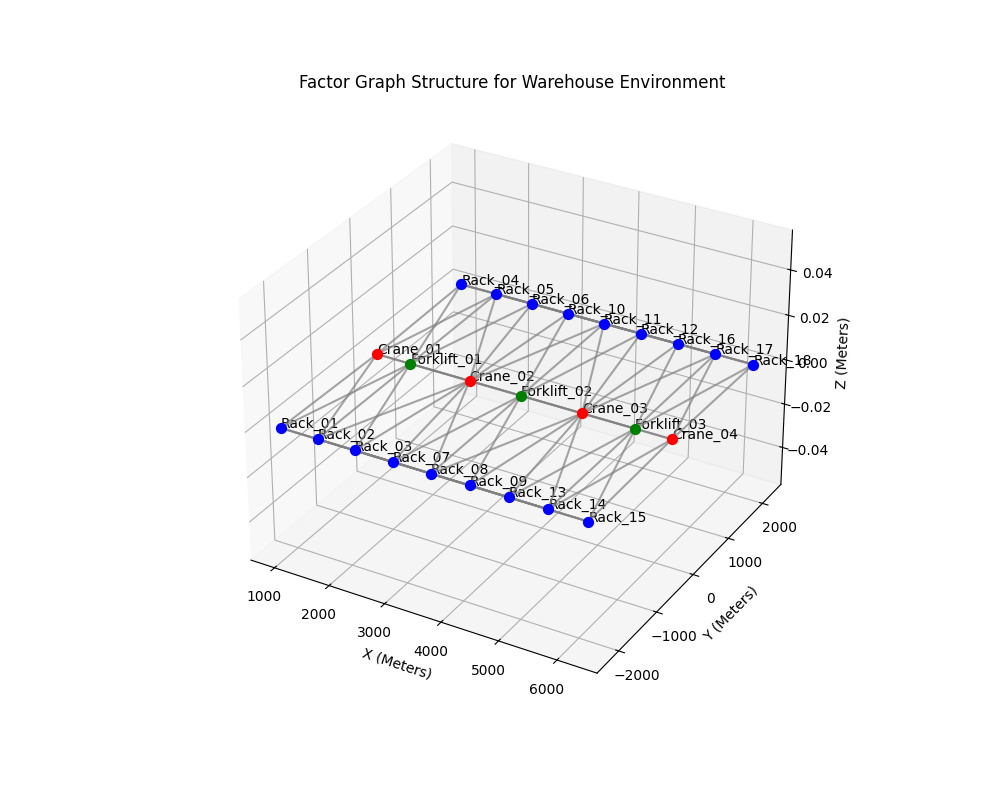 Factor Graph Structure for Warehouse Environment
Rack_04
Rack_05
Rack_06
Rack_10
Rack_11
Rack_12
Rack_16
Rack_17
Rack_18
Crane_01
Forklift_01
Crane_02
Forklift_02
Crane_03
Forklift_03
Crane_04
Rack_01
Rack_02
Rack_03
Rack_07
Rack_08
Rack_09
Rack_13
Rack_14
Rack_15
0.04
0.02
0.00
−0.02
−0.04
Z (Meters)
2000
1000
0
−1000
−2000
Y (Meters)
1000
2000
3000
4000
5000
6000
X (Meters)